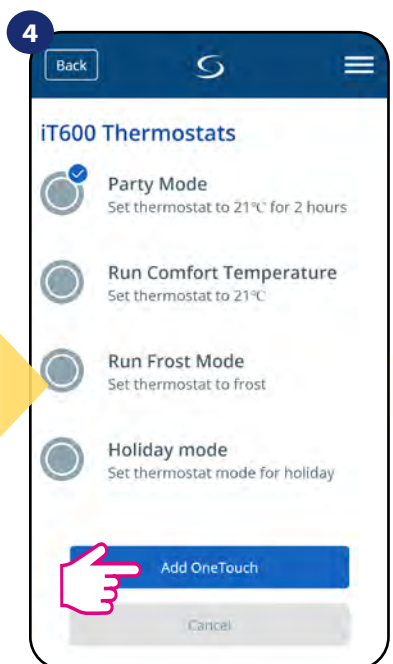 4
Back
iT600 Thermostats
Party Mode
Set thermostat to 21°C for 2 hours
Run Comfort Temperature
Set thermostat to 21°C
Run Frost Mode
Set thermostat to frost
Holiday mode
Set thermostat mode for holiday
Add OneTouch
Cancel